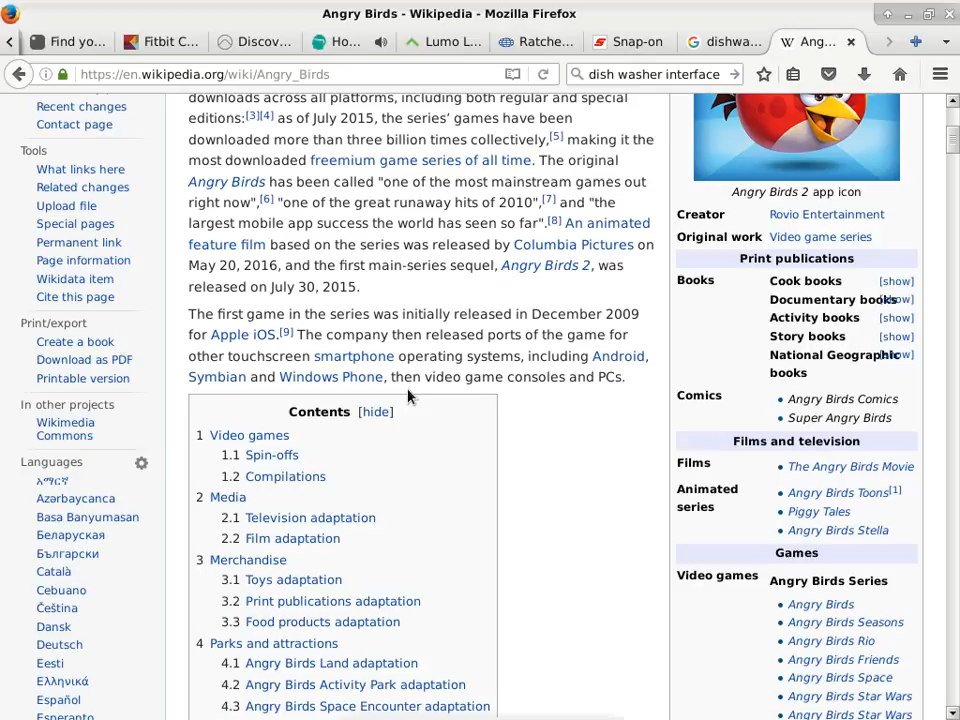 Angry Birds - Wikipedia - Mozilla Firefox
Find yo...
Fitbit C...
Discov...
Ho...
Lumo L...
Ratche...
Snap-on
dishwa...
Ang...
https://en.wikipedia.org/wiki/Angry_Birds
dish washer interface
Recent changes
Contact page
Tools
What links here
Related changes
Upload file
Special pages
Permanent link
Page information
Wikidata item
Cite this page
Print/export
Create a book
Download as PDF
Printable version
In other projects
Wikimedia
Commons
Languages
አማርኛ
Azərbaycanca
Basa Banyumasan
Беларуская
Български
Català
Cebuano
Čeština
Dansk
Deutsch
Eesti
Ελληνικά
Español
Esperanto
downloads across all platforms, including both regular and special
editions:[3][4] as of July 2015, the series' games have been
downloaded more than three billion times collectively,[5] making it the
most downloaded freemium game series of all time. The original
Angry Birds has been called "one of the most mainstream games out
right now",[6] "one of the great runaway hits of 2010",[7] and "the
largest mobile app success the world has seen so far".[8] An animated
feature film based on the series was released by Columbia Pictures on
May 20, 2016, and the first main-series sequel, Angry Birds 2, was
released on July 30, 2015.
The first game in the series was initially released in December 2009
for Apple iOS.[9] The company then released ports of the game for
other touchscreen smartphone operating systems, including Android,
Symbian and Windows Phone, then video game consoles and PCs.
Contents [hide]
1 Video games
1.1 Spin-offs
1.2 Compilations
2 Media
2.1 Television adaptation
2.2 Film adaptation
3 Merchandise
3.1 Toys adaptation
3.2 Print publications adaptation
3.3 Food products adaptation
4 Parks and attractions
4.1 Angry Birds Land adaptation
4.2 Angry Birds Activity Park adaptation
4.3 Angry Birds Space Encounter adaptation
Angry Birds 2 app icon
Creator Rovio Entertainment
Original work Video game series
Print publications
Books Cook books [show]
Documentary books [show]
Activity books [show]
Story books [show]
National Geographic [show]
books
Comics • Angry Birds Comics
• Super Angry Birds
Films and television
Films • The Angry Birds Movie
Animated • Angry Birds Toons[1]
series • Piggy Tales
• Angry Birds Stella
Games
Video games Angry Birds Series
• Angry Birds
• Angry Birds Seasons
• Angry Birds Rio
• Angry Birds Friends
• Angry Birds Space
• Angry Birds Star Wars
• Angry Birds Star Wars